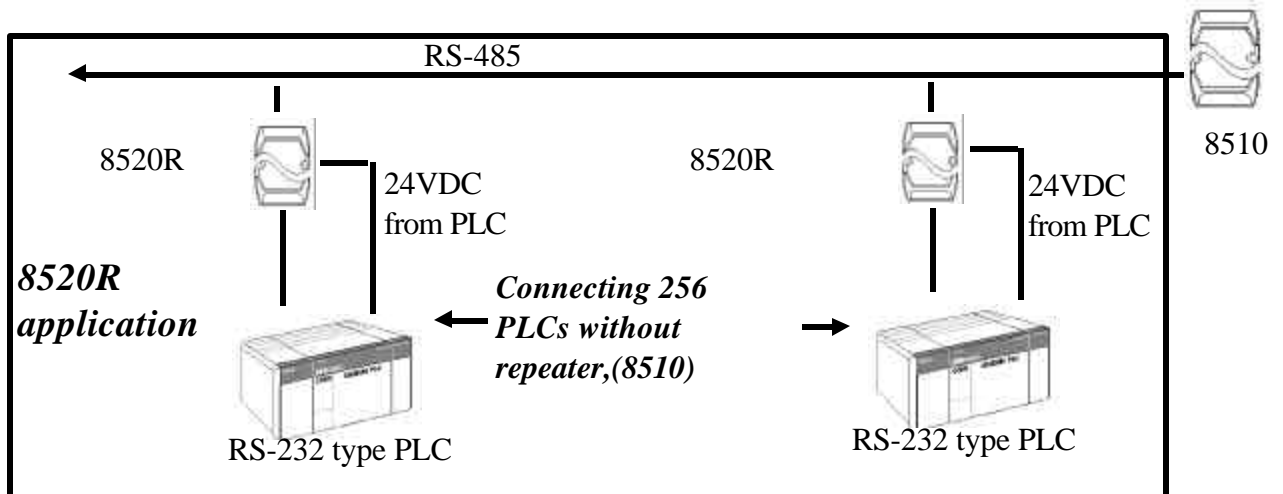 RS-485
8510
8520R
24VDC
from PLC
8520R
24VDC
from PLC
8520R
application
Connecting 256
PLCs without
repeater,(8510)
RS-232 type PLC
RS-232 type PLC